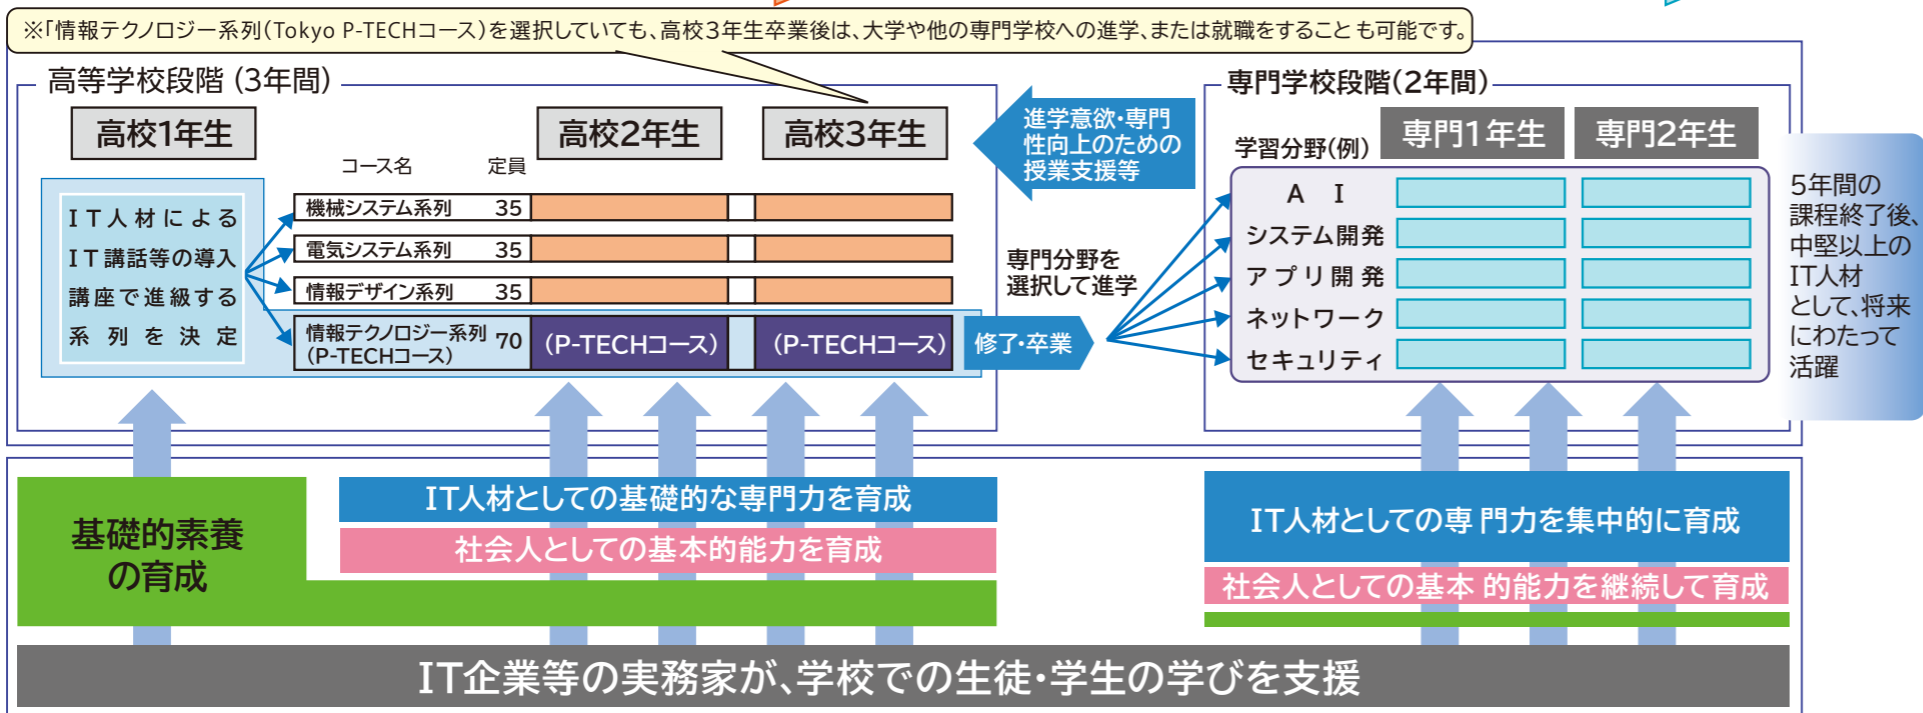 ※「情報テクノロジー系列(Tokyo P-TECHコース)を選択していても、高校3年生卒業後は、大学や他の専門学校への進学、または就職をすることも可能です。
高等学校段階 (3年間)
高校1年生
高校2年生
高校3年生
コース名 定員
IT人材による
IT講話等の導入
講座で進級する
系列を決定
機械システム系列 35
電気システム系列 35
情報デザイン系列 35
情報テクノロジー系列 70
(P-TECHコース)
(P-TECHコース)
(P-TECHコース)
修了・卒業
進学意欲・専門
性向上のための
授業支援等
専門分野を
選択して進学
専門学校段階(2年間)
学習分野(例)
専門1年生
専門2年生
AI
システム開発
アプリ開発
ネットワーク
セキュリティ
5年間の
課程終了後、
中堅以上の
IT人材
として、将来
にわたって
活躍
基礎的素養
の育成
IT人材としての基礎的な専門力を育成
社会人としての基本的能力を育成
IT人材としての専門力を集中的に育成
社会人としての基本的能力を継続して育成
IT企業等の実務家が、学校での生徒・学生の学びを支援